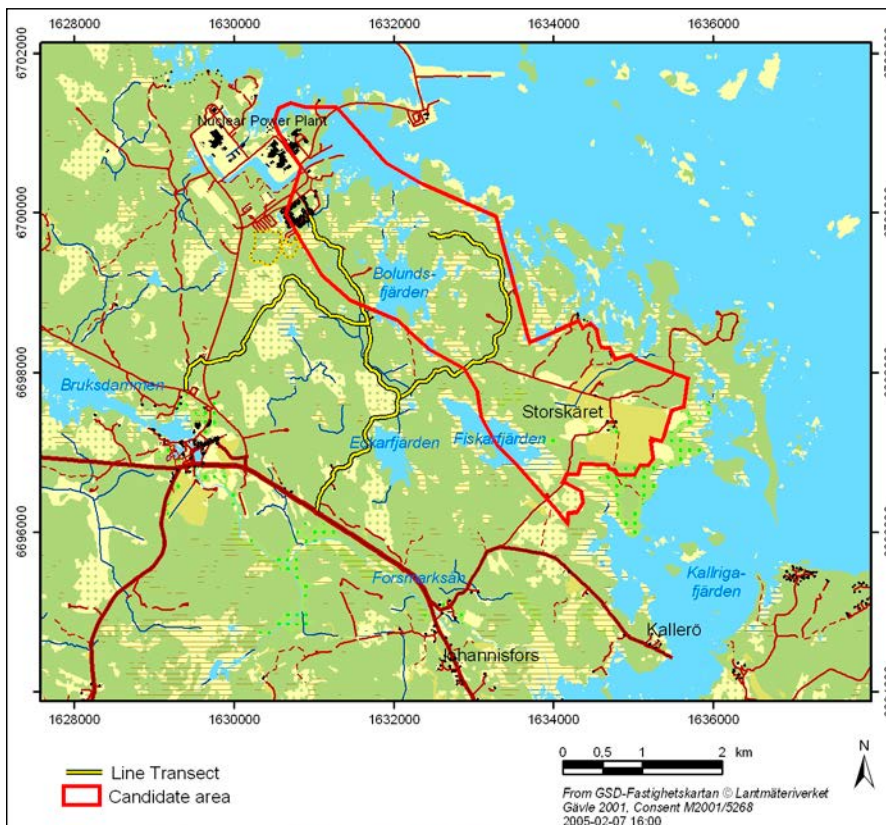 1628000 1630000 1632000 1634000 1636000
6702000
Nuclear Power Plant
6700000
Bolunds-
fjärden
6698000
Bruksdammen
Storskäret
Eckarfjärden
Fiskarfjärden
6696000
Forsmarksån
Kallriga-
fjärden
Kallerö
Johannisfors
1628000 1630000 1632000 1634000 1636000
Line Transect
Candidate area
0 0,5 1 2 km
N
From GSD-Fastighetskartan © Lantmäteriverket
Gävle 2001, Consent M2001/5268
2005-02-07 16:00